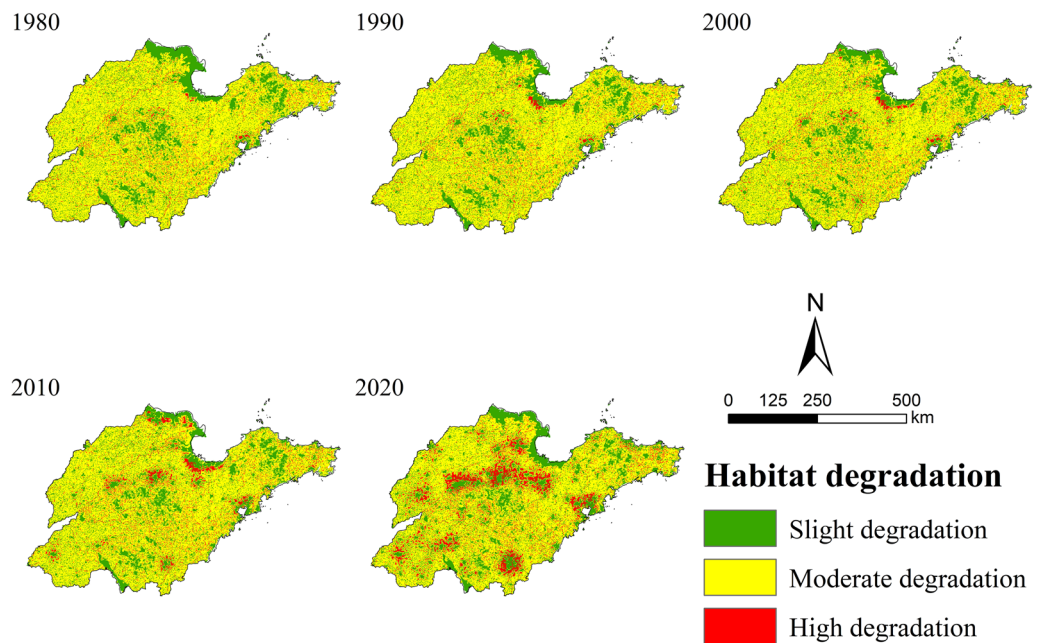 1980
1990
2000
2010
2020
N
0 125 250 500
km
Habitat degradation
Slight degradation
Moderate degradation
High degradation